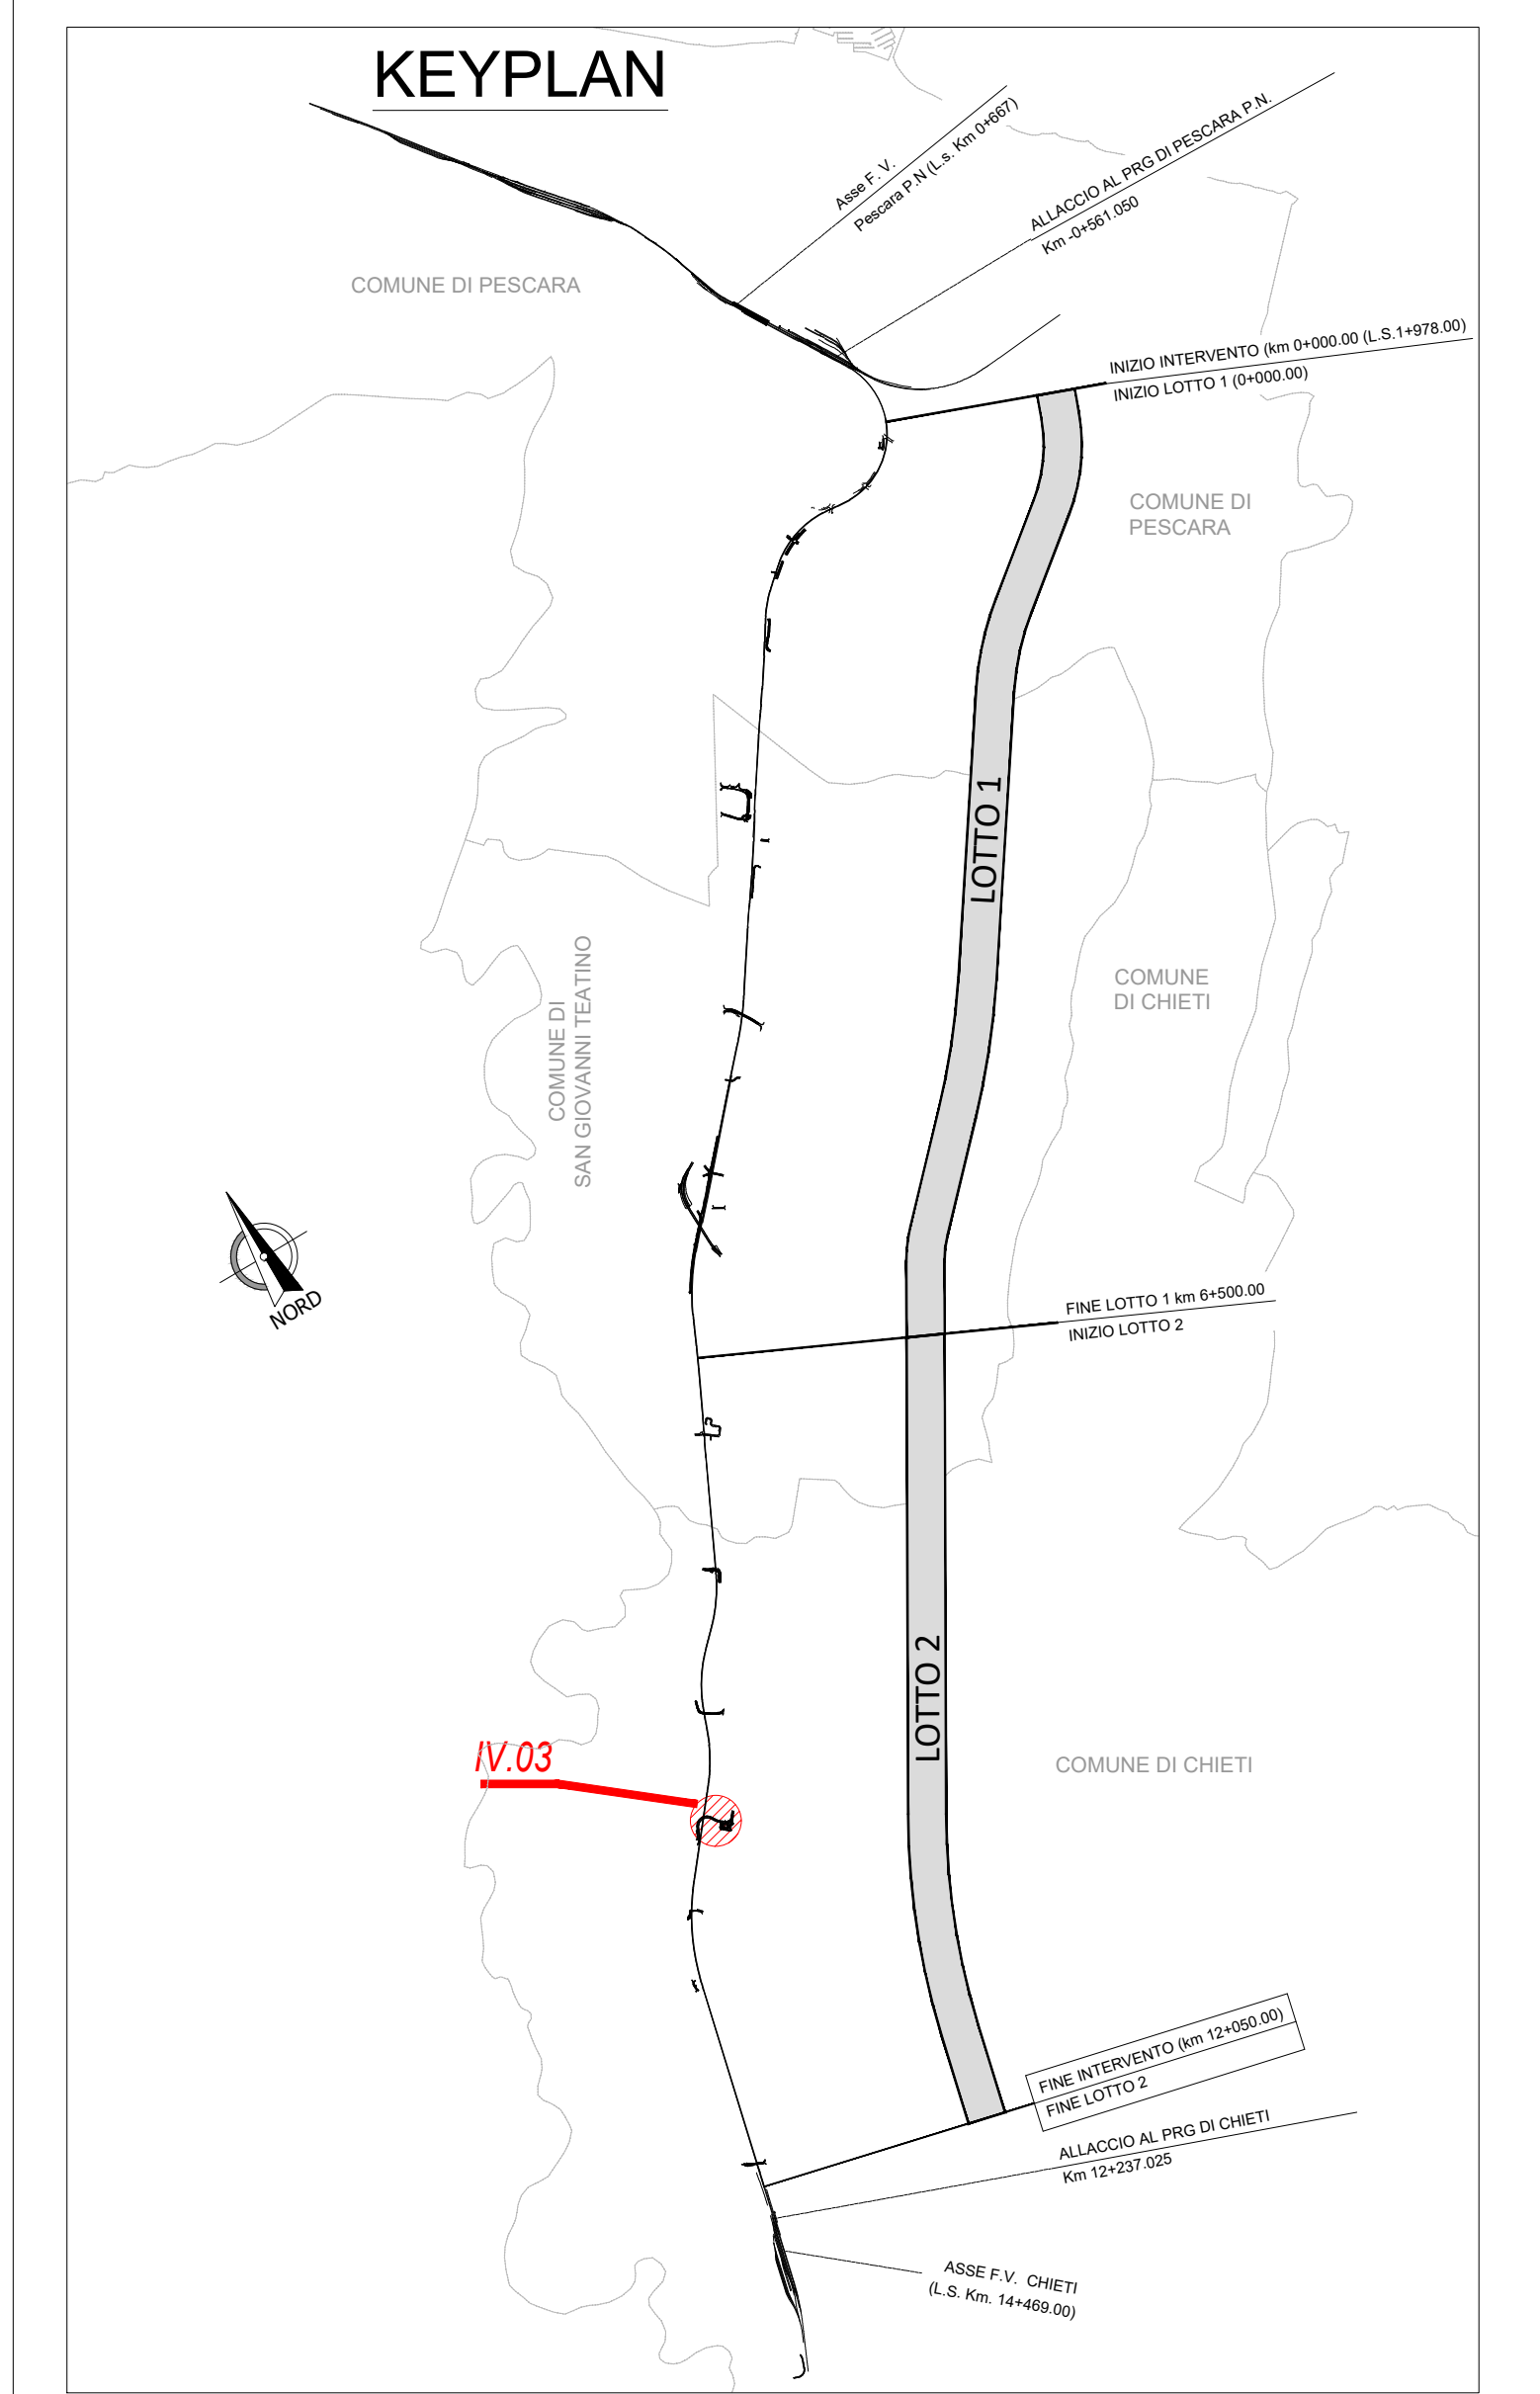 KEYPLAN
Asse F. V.
Pescara P.N (L.s. Km 0+667)
ALLACCIO AL PRG DI PESCARA P.N.
Km -0+561.050
COMUNE DI PESCARA
INIZIO INTERVENTO (km 0+000.00 (L.S.1+978.00)
INIZIO LOTTO 1 (0+000.00)
COMUNE DI
PESCARA
LOTTO 1
COMUNE DI
SAN GIOVANNI TEATINO
COMUNE
DI CHIETI
NORD
FINE LOTTO 1 km 6+500.00
INIZIO LOTTO 2
LOTTO 2
IV.03
COMUNE DI CHIETI
FINE INTERVENTO (km 12+050.00)
FINE LOTTO 2
ALLACCIO AL PRG DI CHIETI
Km 12+237.025
ASSE F.V. CHIETI
(L.S. Km. 14+469.00)